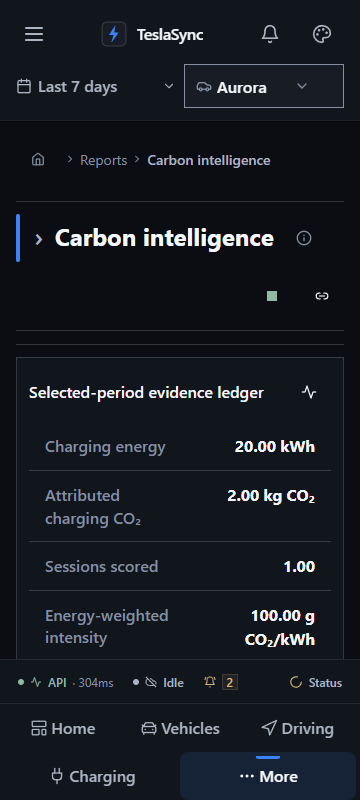 TeslaSync
Last 7 days
Aurora
Reports
Carbon intelligence
Carbon intelligence
Selected-period evidence ledger
Charging energy
20.00 kWh
Attributed
charging CO₂
2.00 kg CO₂
Sessions scored
1.00
Energy-weighted
intensity
100.00 g
CO₂/kWh
API · 304ms
Idle
2
Status
Home
Vehicles
Driving
Charging
More